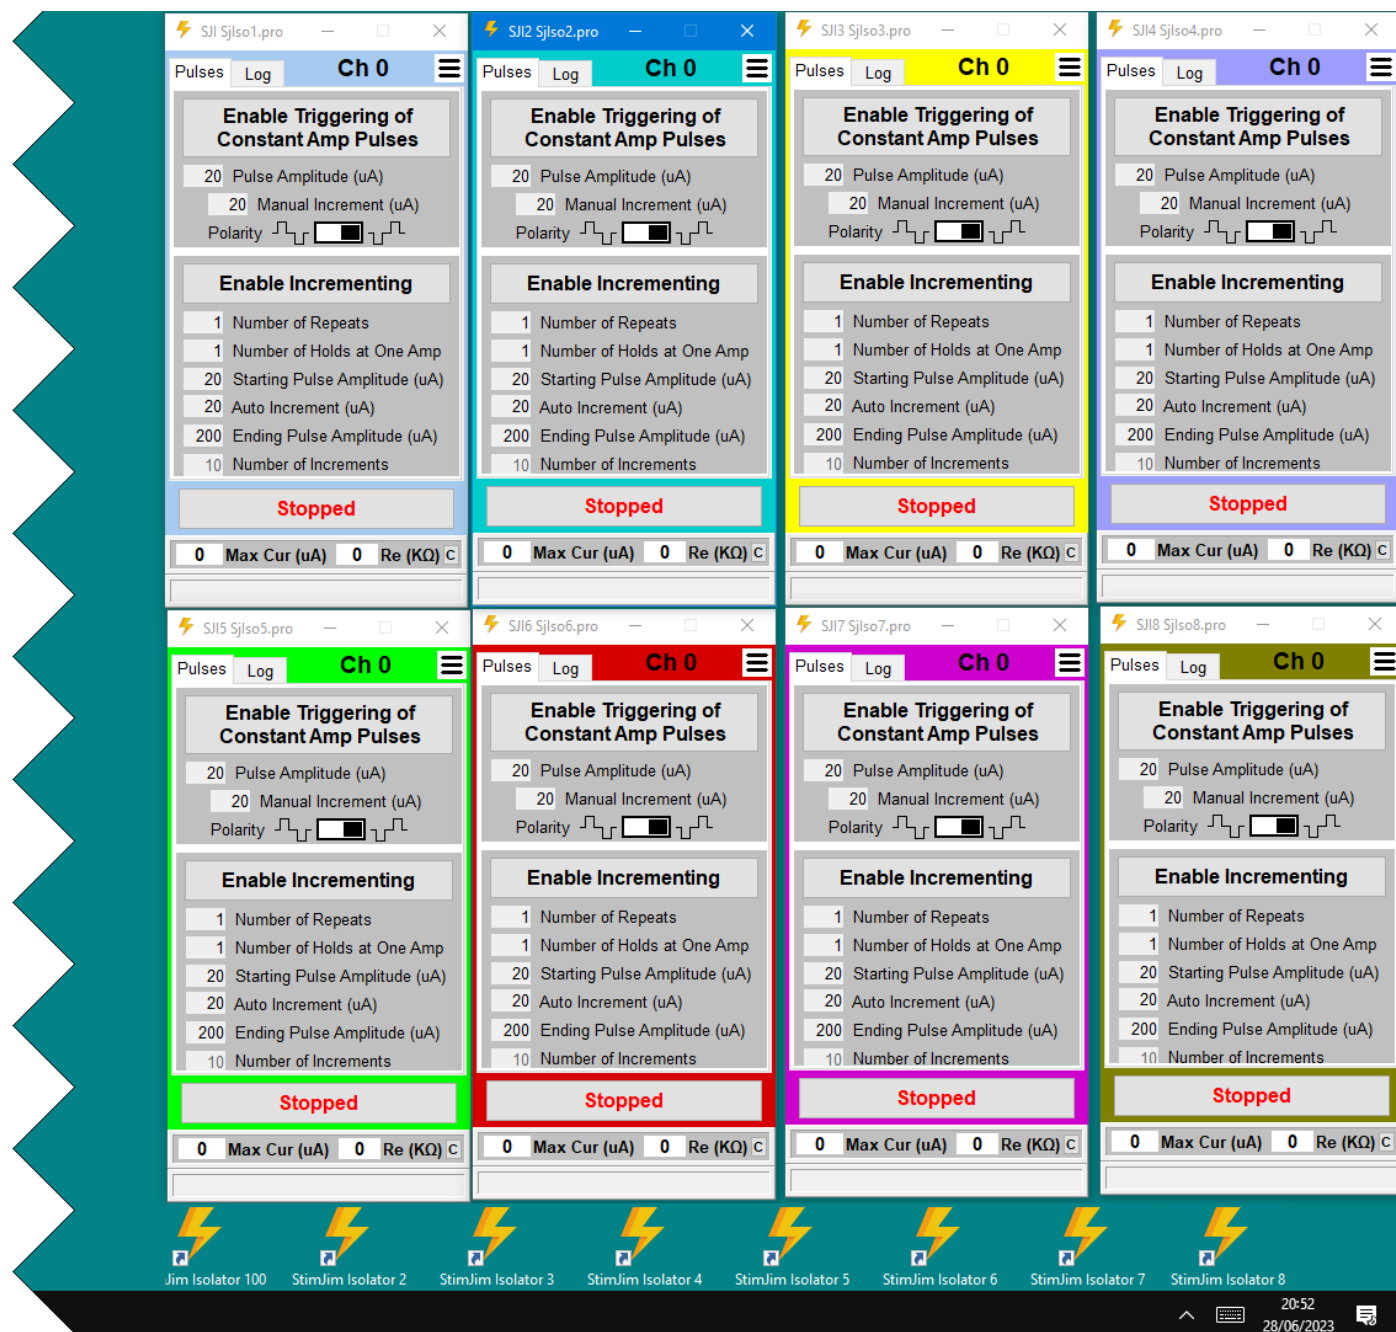 SJI SjIso1.pro
Pulses Log Ch 0
Enable Triggering of
Constant Amp Pulses
20 Pulse Amplitude (uA)
20 Manual Increment (uA)
Polarity
Enable Incrementing
1 Number of Repeats
1 Number of Holds at One Amp
20 Starting Pulse Amplitude (uA)
20 Auto Increment (uA)
200 Ending Pulse Amplitude (uA)
10 Number of Increments
Stopped
0 Max Cur (uA) 0 Re (KΩ) C
SJI2 SjIso2.pro
Pulses Log Ch 0
Enable Triggering of
Constant Amp Pulses
20 Pulse Amplitude (uA)
20 Manual Increment (uA)
Polarity
Enable Incrementing
1 Number of Repeats
1 Number of Holds at One Amp
20 Starting Pulse Amplitude (uA)
20 Auto Increment (uA)
200 Ending Pulse Amplitude (uA)
10 Number of Increments
Stopped
0 Max Cur (uA) 0 Re (KΩ) C
SJI3 SjIso3.pro
Pulses Log Ch 0
Enable Triggering of
Constant Amp Pulses
20 Pulse Amplitude (uA)
20 Manual Increment (uA)
Polarity
Enable Incrementing
1 Number of Repeats
1 Number of Holds at One Amp
20 Starting Pulse Amplitude (uA)
20 Auto Increment (uA)
200 Ending Pulse Amplitude (uA)
10 Number of Increments
Stopped
0 Max Cur (uA) 0 Re (KΩ) C
SJI4 SjIso4.pro
Pulses Log Ch 0
Enable Triggering of
Constant Amp Pulses
20 Pulse Amplitude (uA)
20 Manual Increment (uA)
Polarity
Enable Incrementing
1 Number of Repeats
1 Number of Holds at One Amp
20 Starting Pulse Amplitude (uA)
20 Auto Increment (uA)
200 Ending Pulse Amplitude (uA)
10 Number of Increments
Stopped
0 Max Cur (uA) 0 Re (KΩ) C
SJI5 SjIso5.pro
Pulses Log Ch 0
Enable Triggering of
Constant Amp Pulses
20 Pulse Amplitude (uA)
20 Manual Increment (uA)
Polarity
Enable Incrementing
1 Number of Repeats
1 Number of Holds at One Amp
20 Starting Pulse Amplitude (uA)
20 Auto Increment (uA)
200 Ending Pulse Amplitude (uA)
10 Number of Increments
Stopped
0 Max Cur (uA) 0 Re (KΩ) C
SJI6 SjIso6.pro
Pulses Log Ch 0
Enable Triggering of
Constant Amp Pulses
20 Pulse Amplitude (uA)
20 Manual Increment (uA)
Polarity
Enable Incrementing
1 Number of Repeats
1 Number of Holds at One Amp
20 Starting Pulse Amplitude (uA)
20 Auto Increment (uA)
200 Ending Pulse Amplitude (uA)
10 Number of Increments
Stopped
0 Max Cur (uA) 0 Re (KΩ) C
SJI7 SjIso7.pro
Pulses Log Ch 0
Enable Triggering of
Constant Amp Pulses
20 Pulse Amplitude (uA)
20 Manual Increment (uA)
Polarity
Enable Incrementing
1 Number of Repeats
1 Number of Holds at One Amp
20 Starting Pulse Amplitude (uA)
20 Auto Increment (uA)
200 Ending Pulse Amplitude (uA)
10 Number of Increments
Stopped
0 Max Cur (uA) 0 Re (KΩ) C
SJI8 SjIso8.pro
Pulses Log Ch 0
Enable Triggering of
Constant Amp Pulses
20 Pulse Amplitude (uA)
20 Manual Increment (uA)
Polarity
Enable Incrementing
1 Number of Repeats
1 Number of Holds at One Amp
20 Starting Pulse Amplitude (uA)
20 Auto Increment (uA)
200 Ending Pulse Amplitude (uA)
10 Number of Increments
Stopped
0 Max Cur (uA) 0 Re (KΩ) C
Jim Isolator 100 StimJim Isolator 2 StimJim Isolator 3 StimJim Isolator 4 StimJim Isolator 5 StimJim Isolator 6 StimJim Isolator 7 StimJim Isolator 8
20:52
28/06/2023